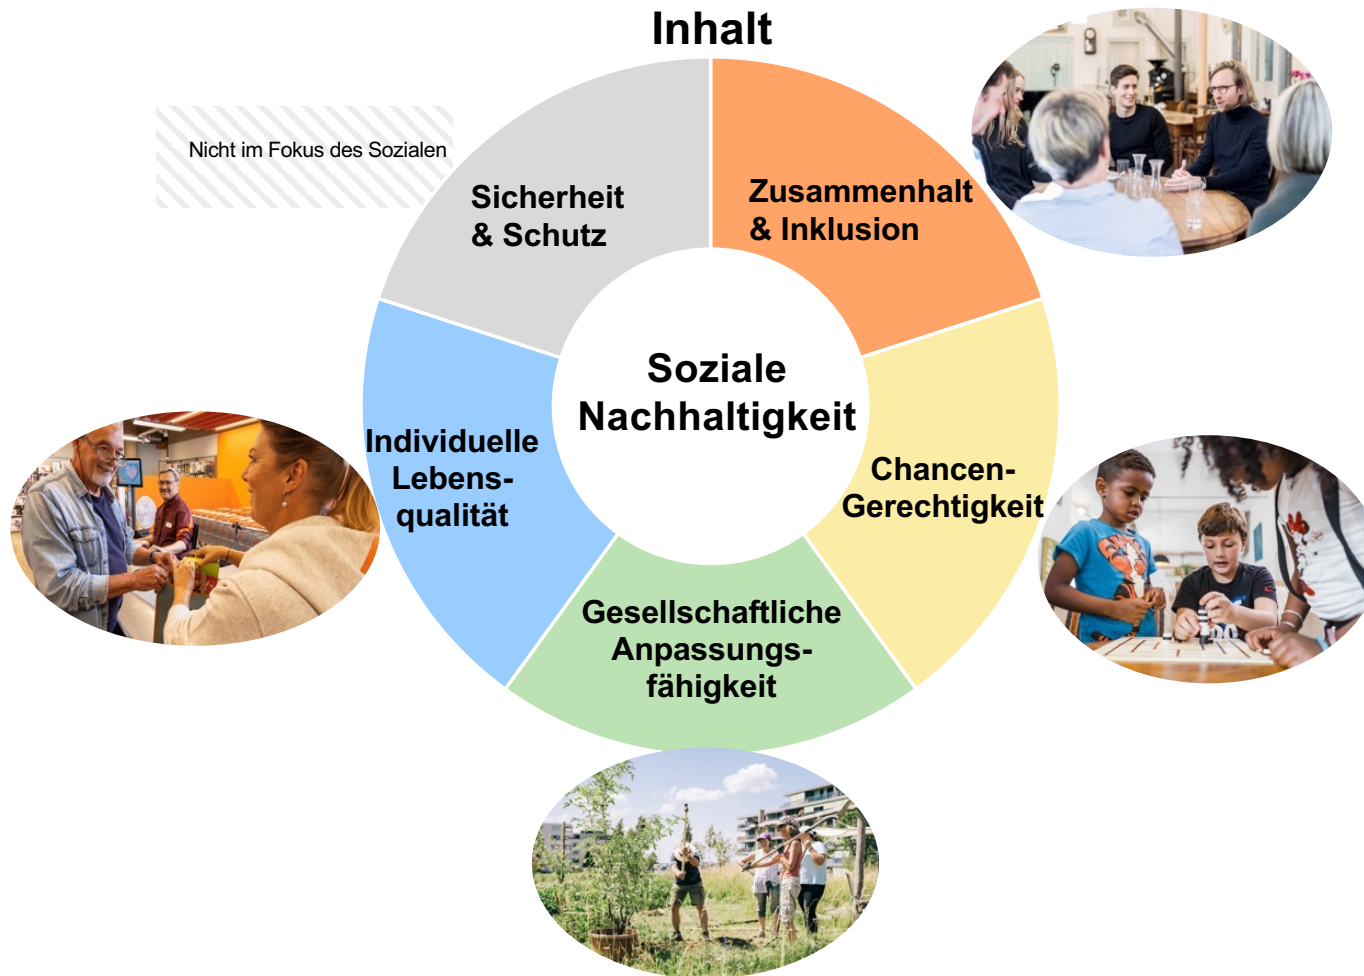 Inhalt
Nicht im Fokus des Sozialen
Sicherheit
& Schutz
Zusammenhalt
& Inklusion
Soziale
Nachhaltigkeit
Individuelle
Lebens-
qualität
Chancen-
Gerechtigkeit
Gesellschaftliche
Anpassungs-
fähigkeit